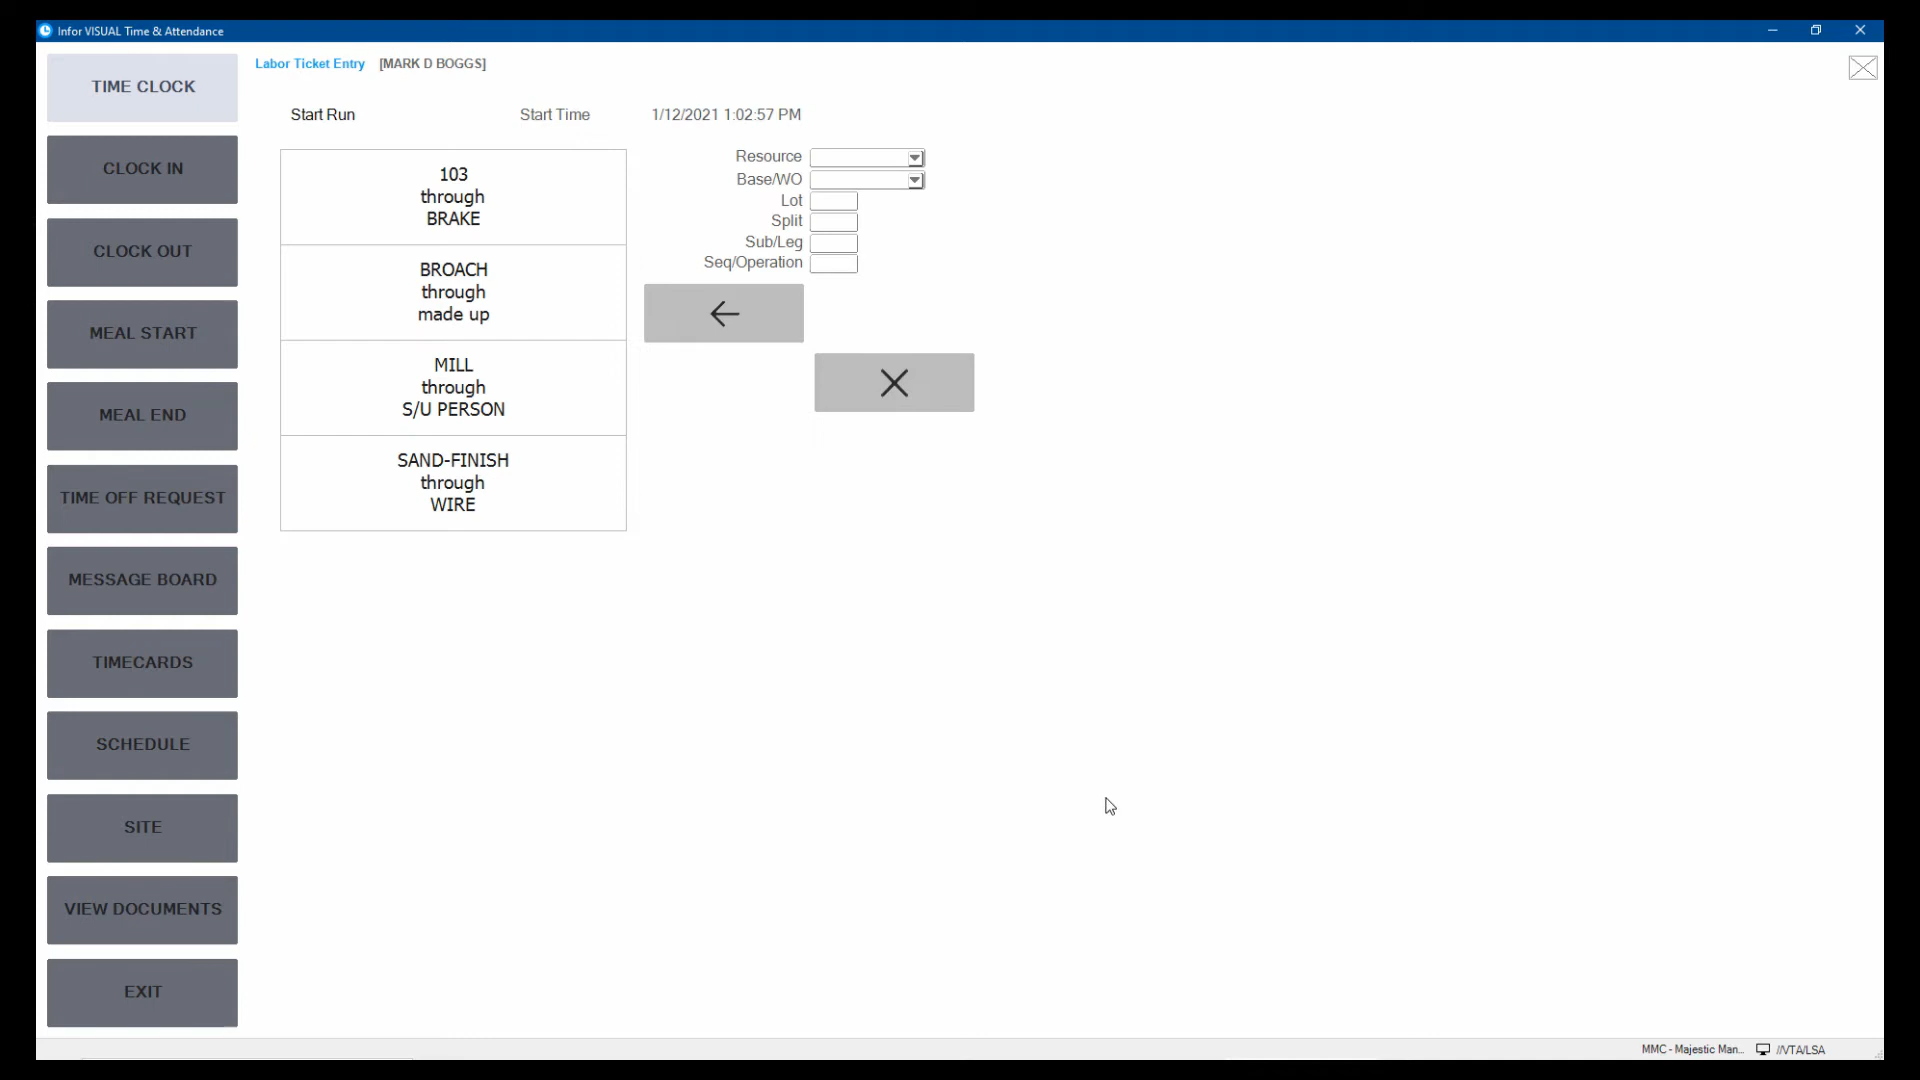 Infor VISUAL Time & Attendance
TIME CLOCK
CLOCK IN
CLOCK OUT
MEAL START
MEAL END
TIME OFF REQUEST
MESSAGE BOARD
TIMECARDS
SCHEDULE
SITE
VIEW DOCUMENTS
EXIT
Labor Ticket Entry [MARK D BOGGS]
Start Run Start Time 1/12/2021 1:02:57 PM
103
through
BRAKE
BROACH
through
made up
MILL
through
S/U PERSON
SAND-FINISH
through
WIRE
Resource
Base/WO
Lot
Split
Sub/Leg
Seq/Operation
MMC - Majestic Man... //VTA/LSA